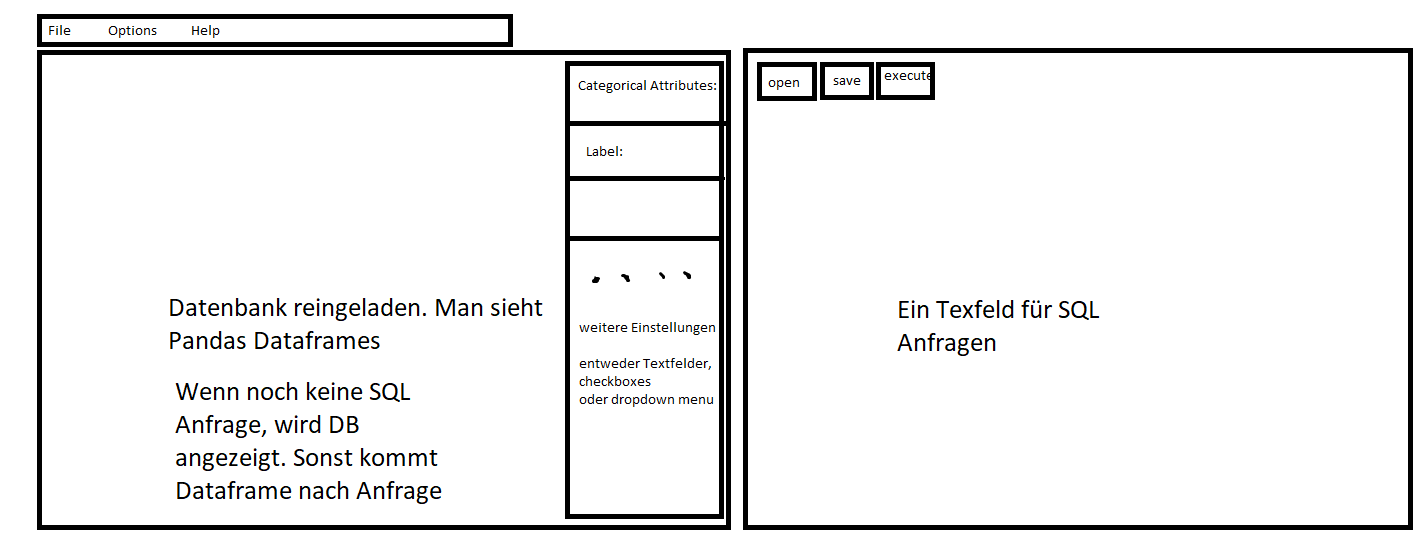 File Options Help
Categorical Attributes:
Label:
Datenbank reingeladen. Man sieht
Pandas Dataframes
Wenn noch keine SQL
Anfrage, wird DB
angezeigt. Sonst kommt
Dataframe nach Anfrage
weitere Einstellungen
entweder Textfelder,
checkboxes
oder dropdown menu
open save execute
Ein Texfeld für SQL
Anfragen